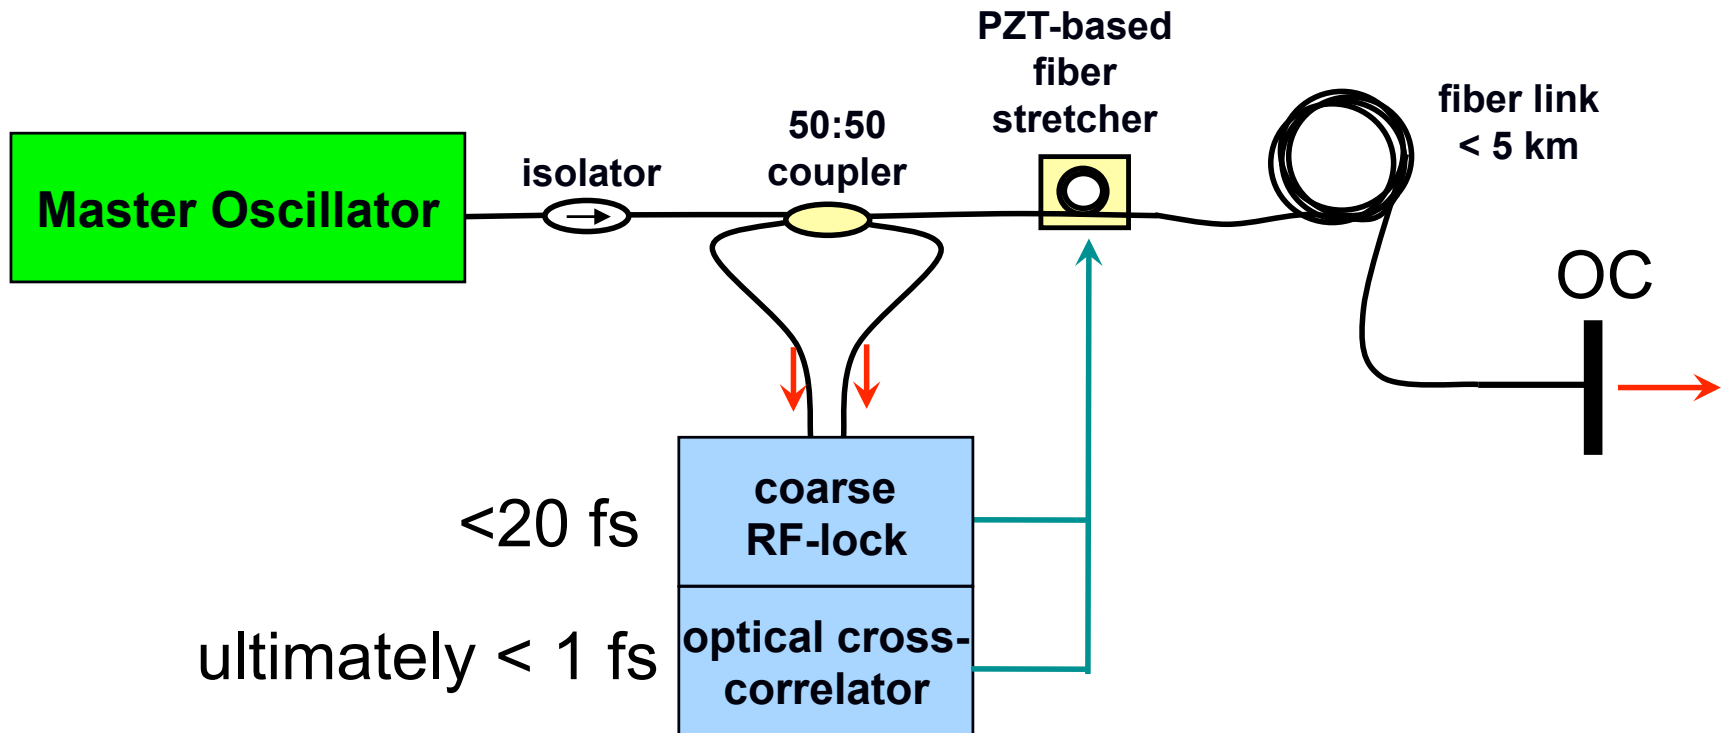 PZT-based
fiber
stretcher
fiber link
< 5 km
50:50
coupler
isolator
Master Oscillator
OC
<20 fs
coarse
RF-lock
ultimately < 1 fs
optical cross-
correlator